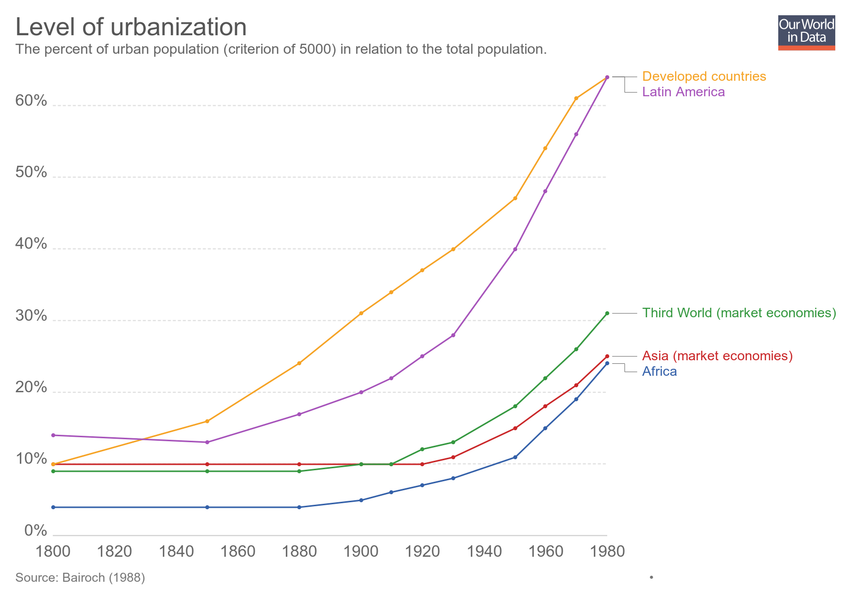 Level of urbanization
The percent of urban population (criterion of 5000) in relation to the total population.
Our World
in Data
60%
50%
40%
30%
20%
10%
0%
Developed countries
Latin America
Third World (market economies)
Asia (market economies)
Africa
1800 1820 1840 1860 1880 1900 1920 1940 1960 1980
Source: Bairoch (1988)